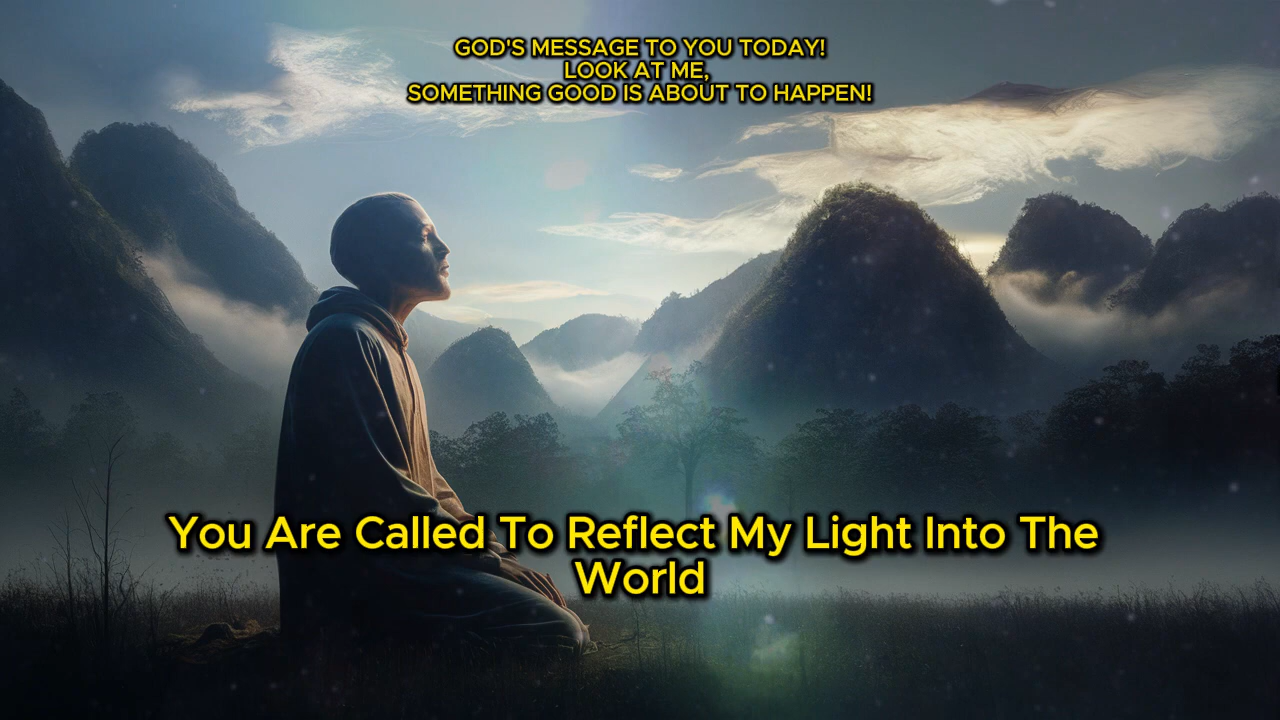 GOD'S MESSAGE TO YOU TODAY!
LOOK AT ME,
SOMETHING GOOD IS ABOUT TO HAPPEN!
You Are Called To Reflect My Light Into The
World